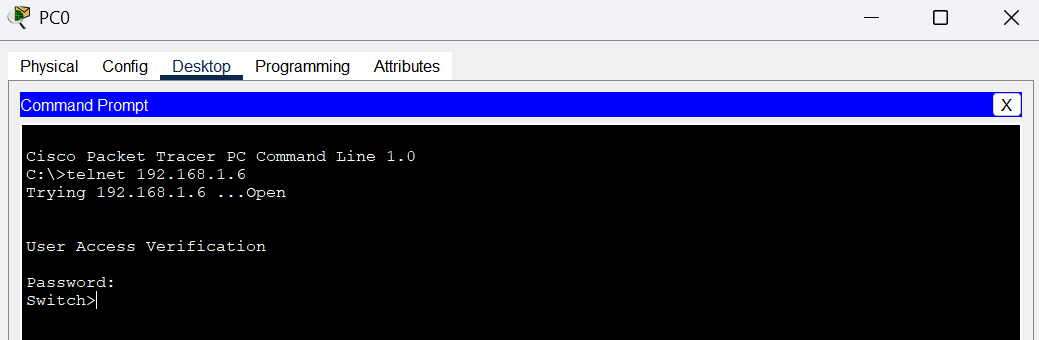 PC0
Physical Config Desktop Programming Attributes
Command Prompt X
Cisco Packet Tracer PC Command Line 1.0
C:\>telnet 192.168.1.6
Trying 192.168.1.6 ...Open
User Access Verification
Password:
Switch>